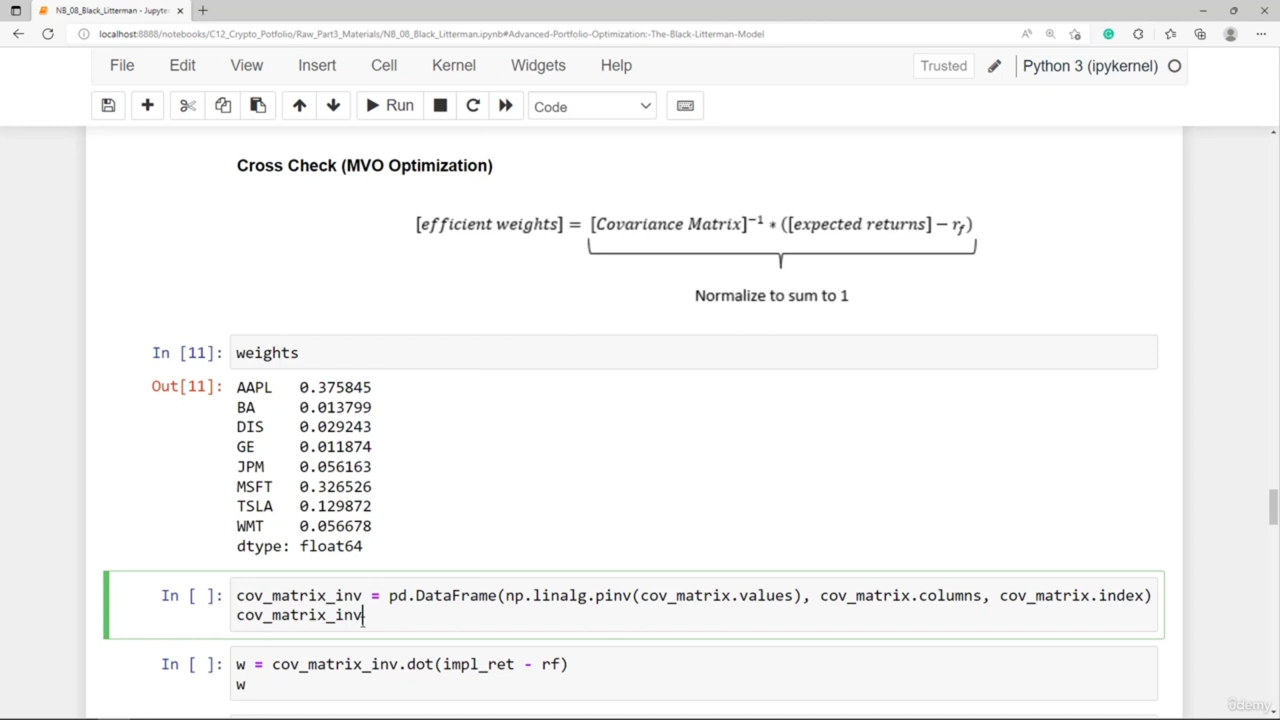 NB_08_Black_Litterman - Jupyter
localhost:8888/notebooks/C12_Crypto_Potfolio/Raw_Part3_Materials/NB_08_Black_Litterman.ipynb#Advanced-Portfolio-Optimization:-The-Black-Litterman-Model
File Edit View Insert Cell Kernel Widgets Help Trusted Python 3 (ipykernel)
Run Code
Cross Check (MVO Optimization)
[efficient weights] = [Covariance Matrix]⁻¹ * ([expected returns] − r_f)
Normalize to sum to 1
In [11]: weights
Out[11]: AAPL 0.375845
BA 0.013799
DIS 0.029243
GE 0.011874
JPM 0.056163
MSFT 0.326526
TSLA 0.129872
WMT 0.056678
dtype: float64
In [ ]: cov_matrix_inv = pd.DataFrame(np.linalg.pinv(cov_matrix.values), cov_matrix.columns, cov_matrix.index)
cov_matrix_inv
In [ ]: w = cov_matrix_inv.dot(impl_ret - rf)
w
ûdemy